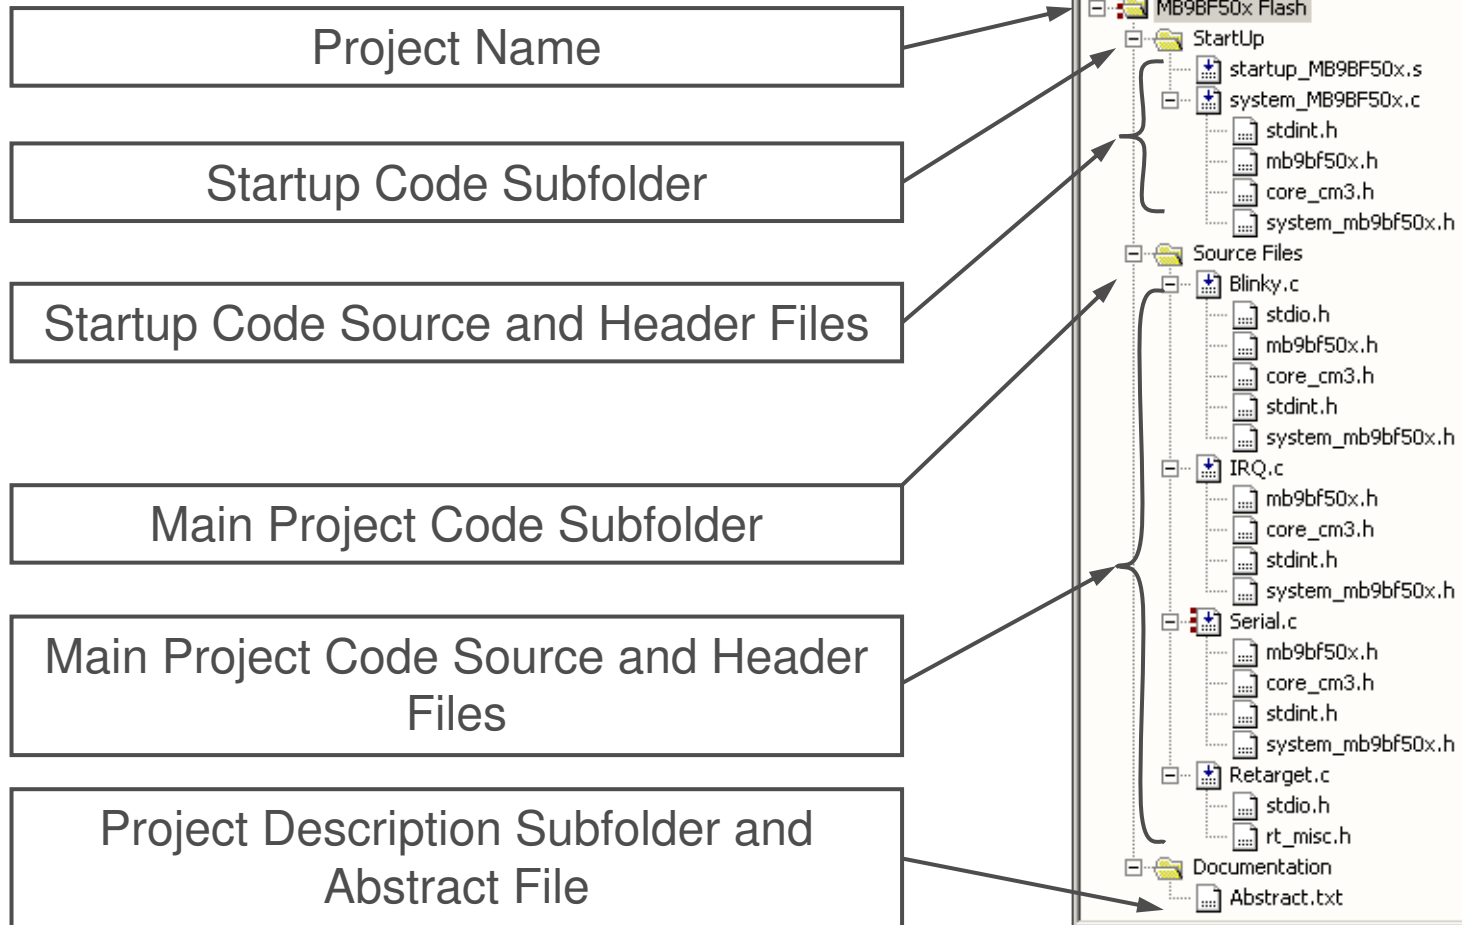 Project Name
Startup Code Subfolder
Startup Code Source and Header Files
Main Project Code Subfolder
Main Project Code Source and Header
Files
Project Description Subfolder and
Abstract File
MB9BF50x Flash
StartUp
startup_MB9BF50x.s
system_MB9BF50x.c
stdint.h
mb9bf50x.h
core_cm3.h
system_mb9bf50x.h
Source Files
Blinky.c
stdio.h
mb9bf50x.h
core_cm3.h
stdint.h
system_mb9bf50x.h
IRQ.c
mb9bf50x.h
core_cm3.h
stdint.h
system_mb9bf50x.h
Serial.c
mb9bf50x.h
core_cm3.h
stdint.h
system_mb9bf50x.h
Retarget.c
stdio.h
rt_misc.h
Documentation
Abstract.txt